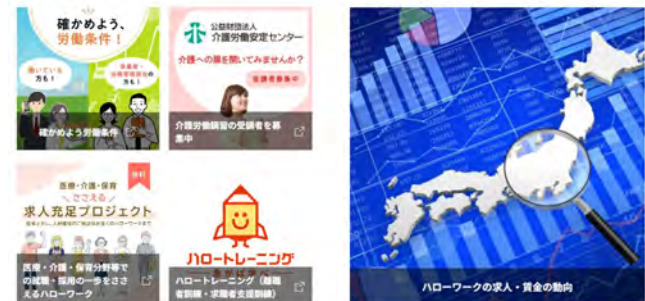 確かめよう、
労働条件！
働いている
方も！
事業主・
労務管理担当の
方も！
確かめよう労働条件
公益財団法人
介護労働安定センター
介護への扉を開いてみませんか？
受講者募集中
介護労働講習の受講者を募
集中
便利
医療・介護・保育
ささえる
求人充足プロジェクト
医療・介護・保育分野等で
の就職・採用の一歩をささ
えるハローワーク
ハロートレーニング
ハロートレーニング（離職
者訓練・求職者支援訓練）
ハローワークの求人・賃金の動向